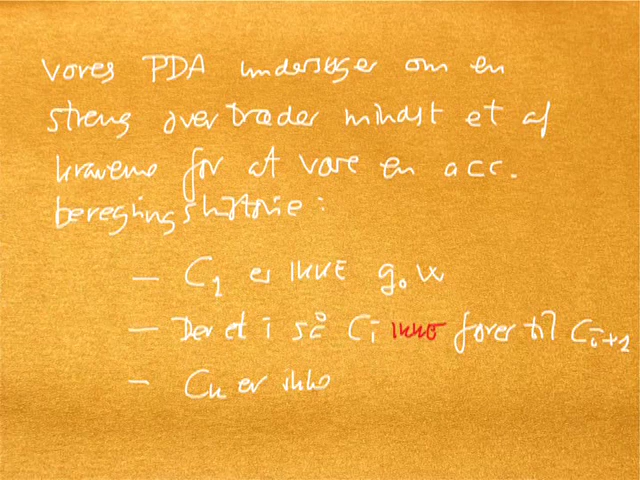 vores PDA undersøger om en
streng overtræder mindst et af
kravene for at være en acc.
beregningshistorie:
— C₁ er IKKE q₀ w
— Der et i så Ci ikke fører til Ci+1
— Ck er ikke